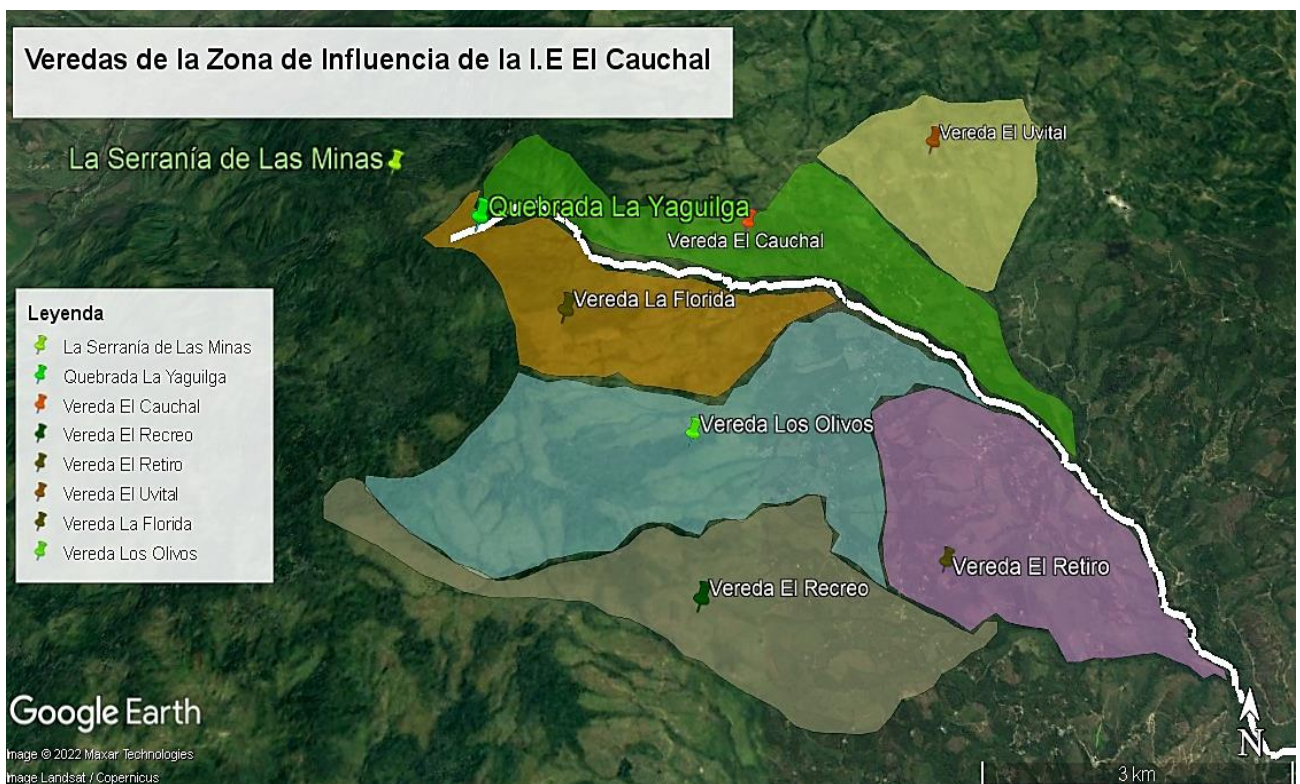 Veredas de la Zona de Influencia de la I.E El Cauchal
Vereda El Uvital
La Serranía de Las Minas
Quebrada La Yaguilga
Vereda El Cauchal
Vereda La Florida
Leyenda
La Serranía de Las Minas
Quebrada La Yaguilga
Vereda El Cauchal
Vereda El Recreo
Vereda El Retiro
Vereda El Uvital
Vereda La Florida
Vereda Los Olivos
Vereda Los Olivos
Vereda El Retiro
Vereda El Recreo
Google Earth
Image © 2022 Maxar Technologies
Image Landsat / Copernicus
N
3 km